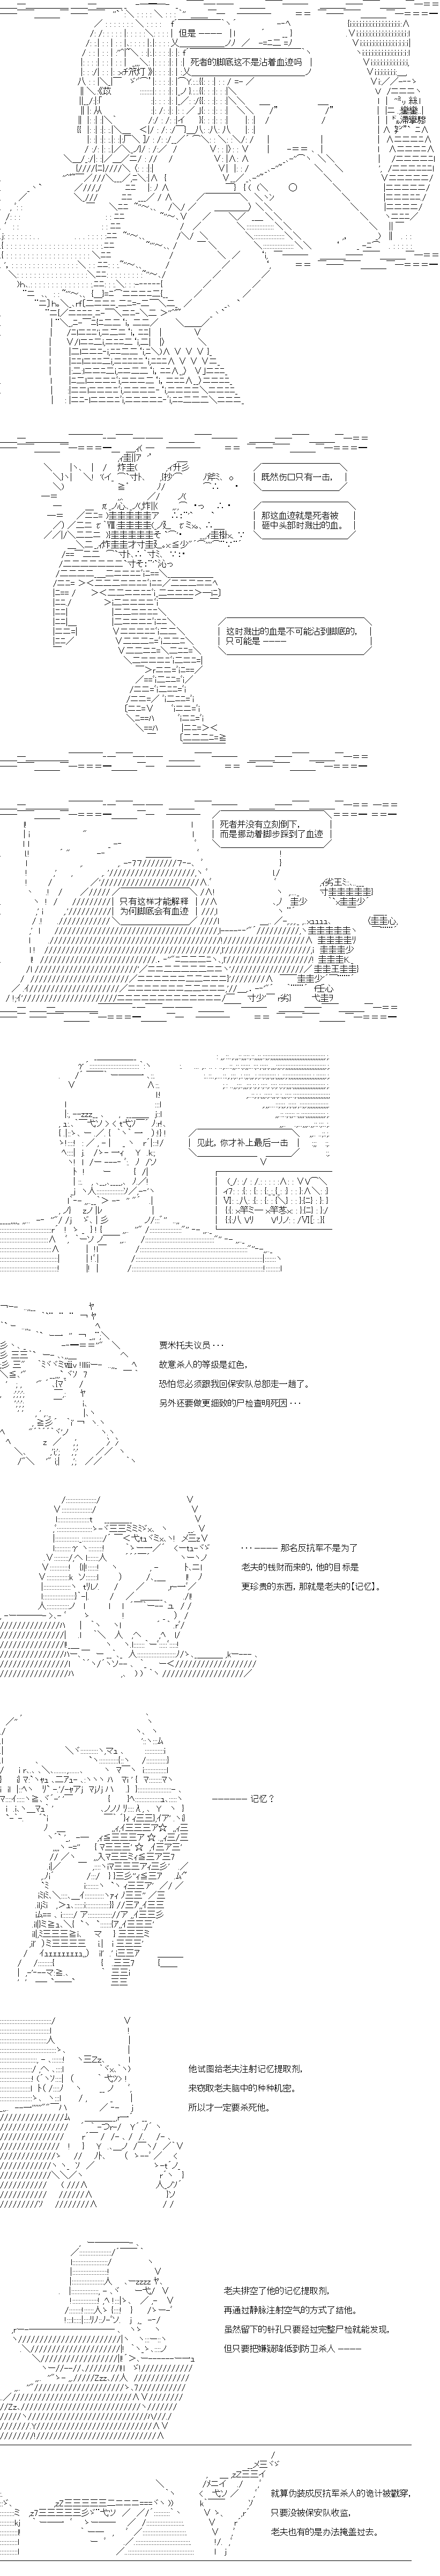 但是 ———— |
死者的脚底这不是沾着血迹吗
既然伤口只有一击，
那这血迹就是死者被
砸中头部时溅出的血。
这时溅出的血是不可能沾到脚底的，
只可能是 ————
死者并没有立刻倒下，
而是挪动着脚步踩到了血迹
只有这样才能解释
为何脚底会有血迹
见此，你才补上最后一击
贾米托夫议员···
故意杀人的等级是红色，
恐怕您必须跟我回保安队总部走一趟了。
另外还要做更细致的尸检查明死因···
···———— 那名反抗军不是为了
老夫的钱财而来的，他的目标是
更珍贵的东西，那就是老夫的【记忆】。
—————— 记忆？
他试图给老夫注射记忆提取剂，
来窃取老夫脑中的种种机密。
所以才一定要杀死他。
老夫排空了他的记忆提取剂，
再通过静脉注射空气的方式了结他。
虽然留下的针孔只要经过完整尸检就能发现。
但只要把嫌疑降低到防卫杀人 ————
就算伪装成反抗军杀人的诡计被戳穿，
只要没被保安队收监，
老夫也有的是办法掩盖过去。